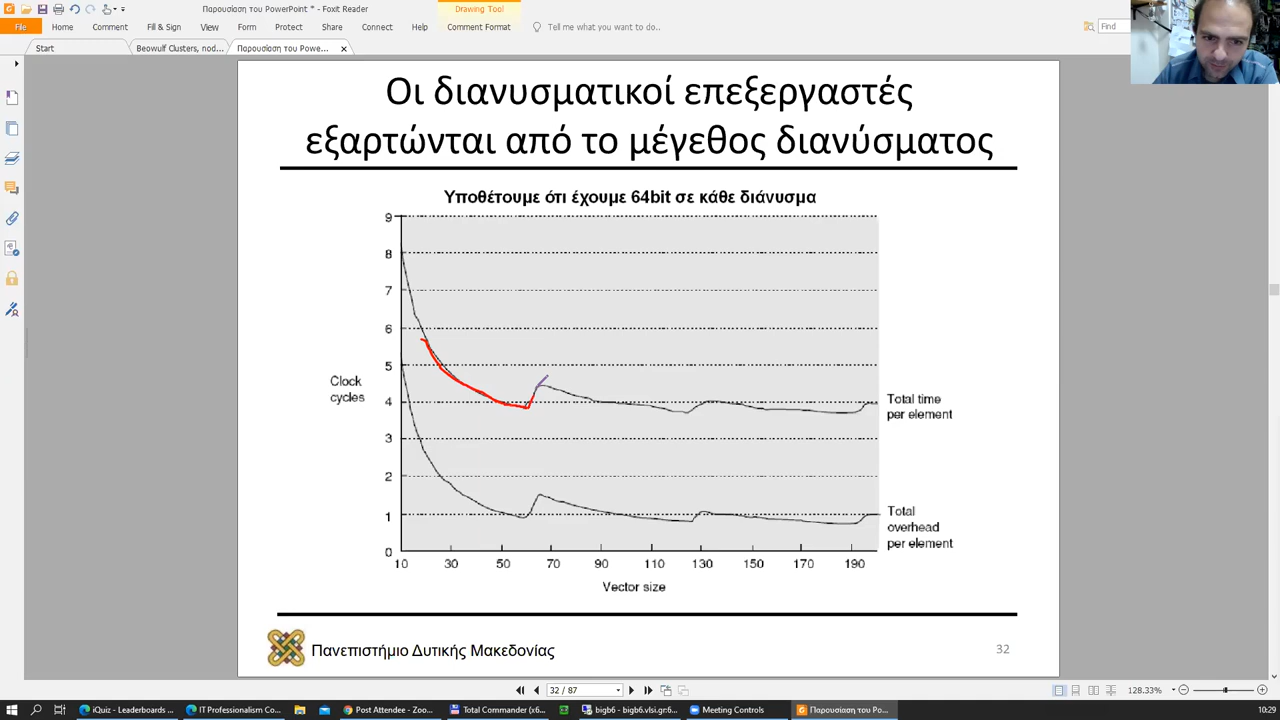 Παρουσίαση του PowerPoint * - Foxit Reader
Drawing Tool
File Home Comment Fill & Sign View Form Protect Share Connect Help Comment Format Tell me what you want to do.. Find
Start Beowulf Clusters, nod... Παρουσίαση του Powe...
Οι διανυσματικοί επεξεργαστές
εξαρτώνται από το μέγεθος διανύσματος
Υποθέτουμε ότι έχουμε 64bit σε κάθε διάνυσμα
9
8
7
6
5
4
3
2
1
0
Clock
cycles
Total time
per element
Total
overhead
per element
10 30 50 70 90 110 130 150 170 190
Vector size
Πανεπιστήμιο Δυτικής Μακεδονίας
32
32 / 87
128.33%
iQuiz - Leaderboards ... IT Professionalism Co... Post Attendee - Zoo... Total Commander (x6... bigb6 - bigb6.vlsi.gr:6... Meeting Controls Παρουσίαση του Po... 10:29